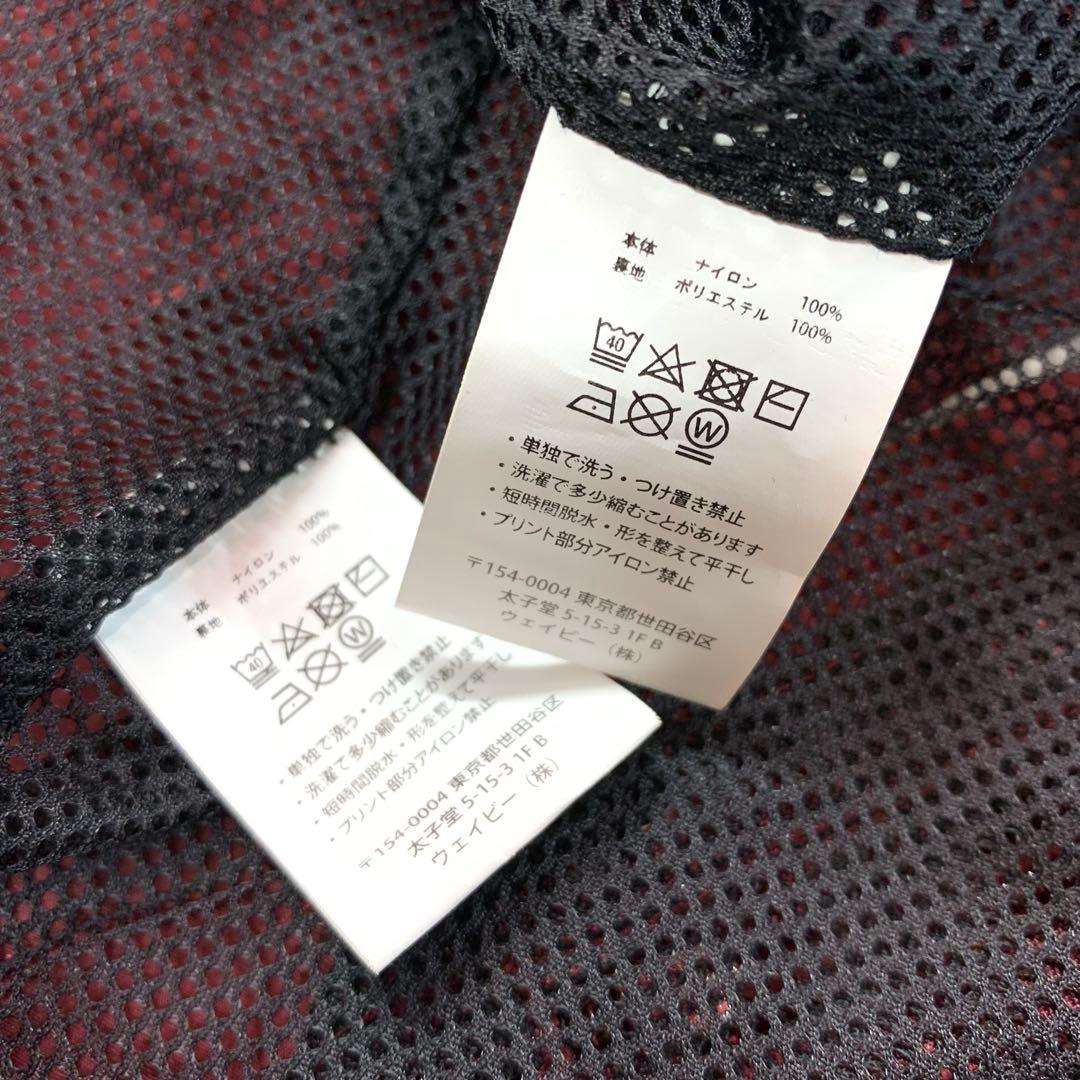 本体 ナイロン 100%
裏地 ポリエステル 100%
40
W
・単独で洗う・つけ置き禁止
・洗濯で多少縮むことがあります
・短時間脱水・形を整えて平干し
・プリント部分アイロン禁止
〒154-0004 東京都世田谷区
太子堂 5-15-3 1F B
ウェイビー（株）
本体 ナイロン 100%
裏地 ポリエステル 100%
40
W
・単独で洗う・つけ置き禁止
・洗濯で多少縮むことがあります
・短時間脱水・形を整えて平干し
・プリント部分アイロン禁止
〒154-0004 東京都世田谷区
太子堂 5-15-3 1F B
ウェイビー（株）